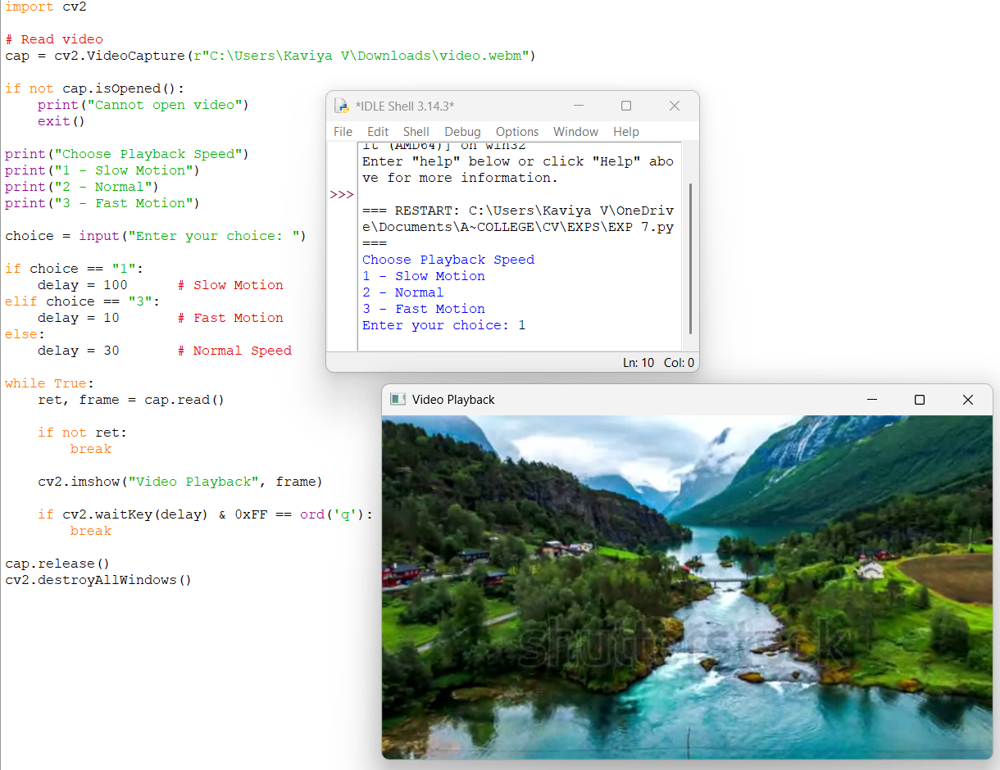 import cv2
# Read video
cap = cv2.VideoCapture(r"C:\Users\Kaviya V\Downloads\video.webm")
if not cap.isOpened():
    print("Cannot open video")
    exit()
print("Choose Playback Speed")
print("1 - Slow Motion")
print("2 - Normal")
print("3 - Fast Motion")
choice = input("Enter your choice: ")
if choice == "1":
    delay = 100      # Slow Motion
elif choice == "3":
    delay = 10       # Fast Motion
else:
    delay = 30       # Normal Speed
while True:
    ret, frame = cap.read()
    if not ret:
        break
    cv2.imshow("Video Playback", frame)
    if cv2.waitKey(delay) & 0xFF == ord('q'):
        break
cap.release()
cv2.destroyAllWindows()
*IDLE Shell 3.14.3*
File Edit Shell Debug Options Window Help
it (AMD64)] on win32
Enter "help" below or click "Help" abo
ve for more information.
>>>
=== RESTART: C:\Users\Kaviya V\OneDriv
e\Documents\A~COLLEGE\CV\EXPS\EXP 7.py
===
Choose Playback Speed
1 - Slow Motion
2 - Normal
3 - Fast Motion
Enter your choice: 1
Ln: 10 Col: 0
Video Playback
shutterstock